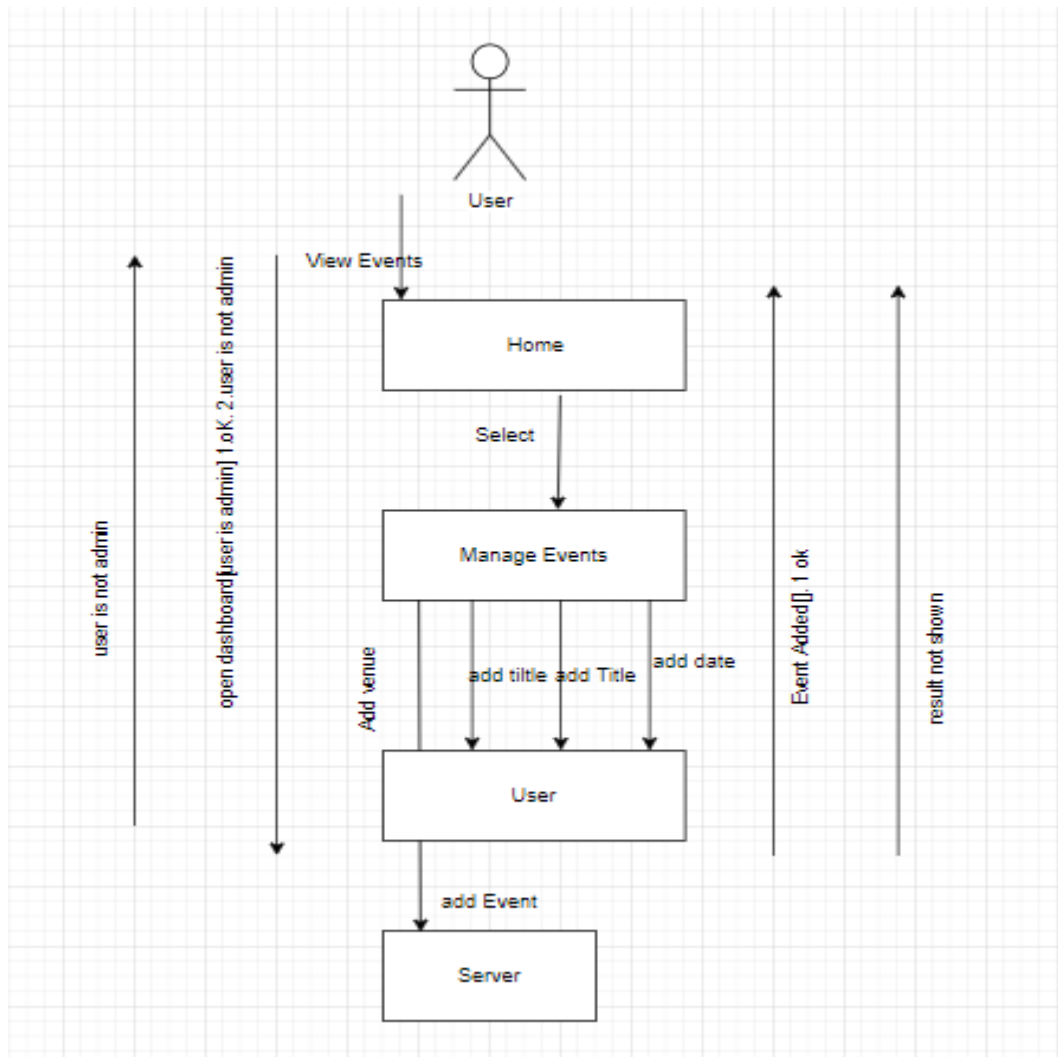 User
View Events
Home
Select
Manage Events
user is not admin
open dashboard[user is admin] 1.oK. 2.user is not admin
Add venue
add tiltle
add Title
add date
Event Added[]. 1 ok
result not shown
User
add Event
Server